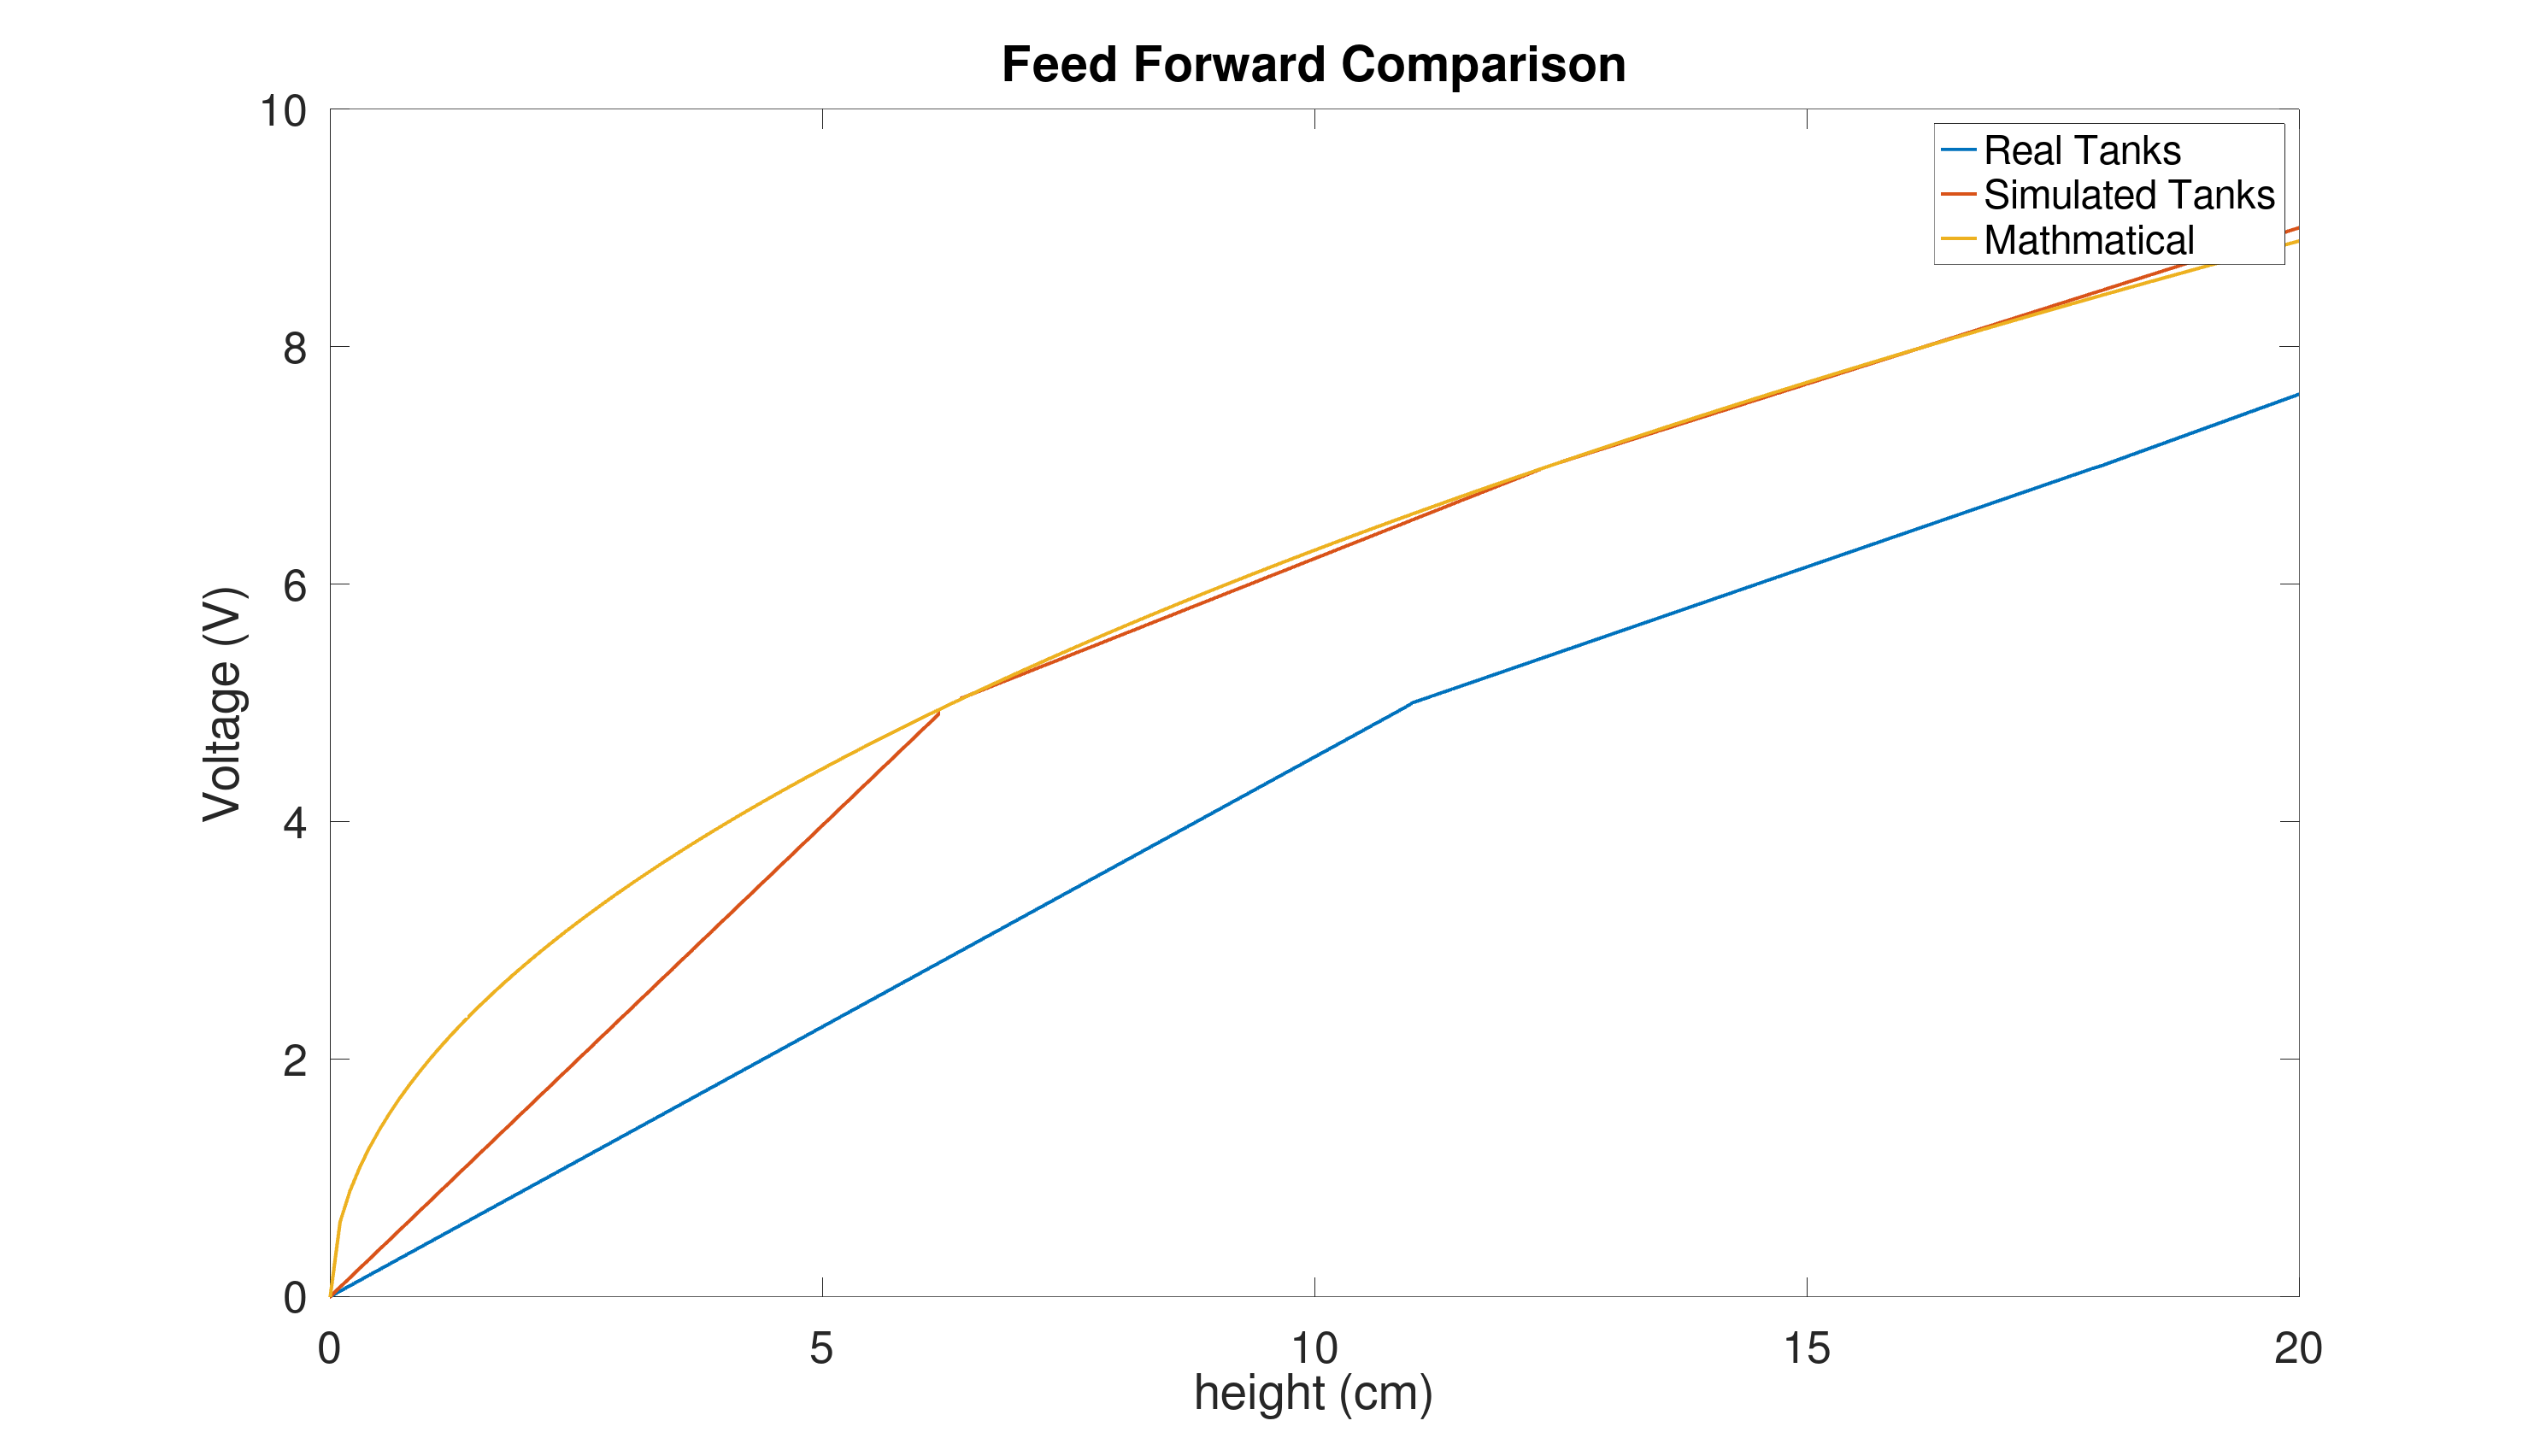 Feed Forward Comparison
10
8
6
4
2
0
Voltage (V)
Real Tanks
Simulated Tanks
Mathmatical
0 5 10 15 20
height (cm)